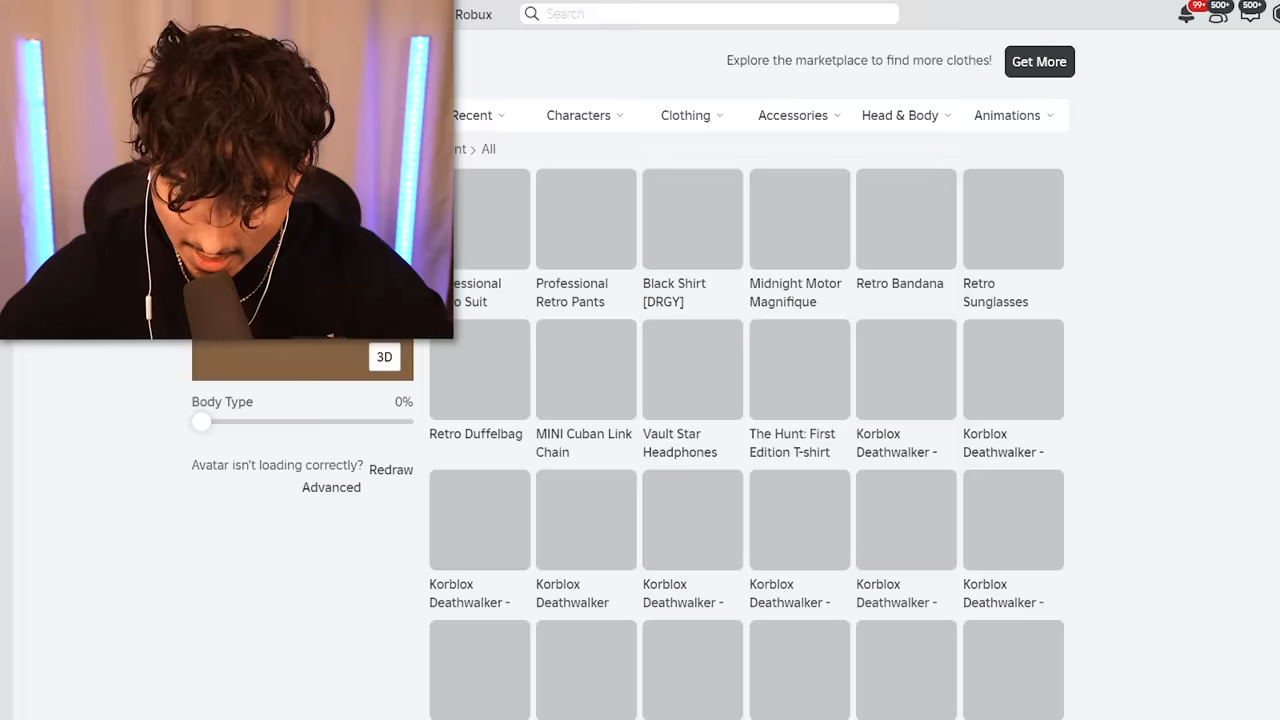 Robux
Search
99+
500+
500+
Explore the marketplace to find more clothes!
Get More
Recent
Characters
Clothing
Accessories
Head & Body
Animations
nt > All
essional
o Suit
Professional
Retro Pants
Black Shirt
[DRGY]
Midnight Motor
Magnifique
Retro Bandana
Retro
Sunglasses
3D
Body Type
0%
Avatar isn't loading correctly?
Redraw
Advanced
Retro Duffelbag
MINI Cuban Link
Chain
Vault Star
Headphones
The Hunt: First
Edition T-shirt
Korblox
Deathwalker -
Korblox
Deathwalker -
Korblox
Deathwalker -
Korblox
Deathwalker
Korblox
Deathwalker -
Korblox
Deathwalker -
Korblox
Deathwalker -
Korblox
Deathwalker -